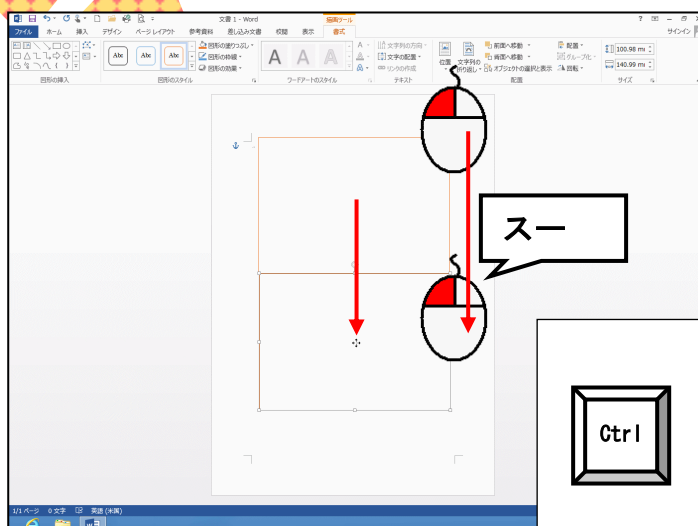 文書 1 - Word
描画ツール
サインイン
ファイル ホーム 挿入 デザイン ページ レイアウト 参考資料 差し込み文書 校閲 表示 書式
図形の塗りつぶし
図形の枠線
図形の効果
Abc Abc Abc
A A A
文字列の方向
文字の配置
リンクの作成
位置 文字列の折り返し
前面へ移動
背面へ移動
オブジェクトの選択と表示
配置
グループ化
回転
100.98 mm
140.99 mm
図形の挿入 図形のスタイル ワードアートのスタイル テキスト 配置 サイズ
スー
Ctrl
1/1 ページ 0 文字 英語 (米国)